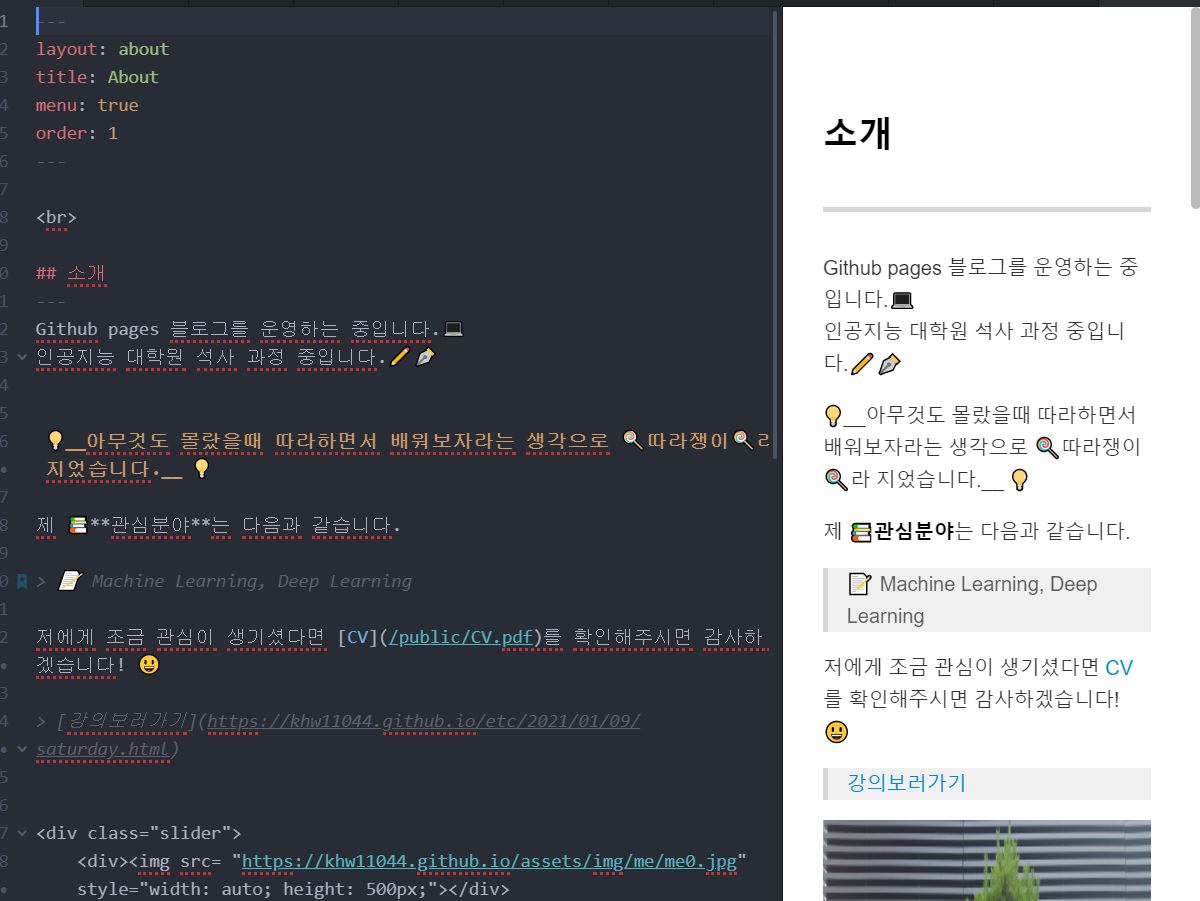 1 ---
2 layout: about
3 title: About
4 menu: true
5 order: 1
6 ---
7
8 <br>
9
0 ## 소개
1 ---
2 Github pages 블로그를 운영하는 중입니다.💻
3 인공지능 대학원 석사 과정 중입니다.✏️🖋️
4
5
6 💡__아무것도 몰랐을때 따라하면서 배워보자라는 생각으로 🍭따라쟁이🍭라
• 지었습니다.__ 💡
7
8 제 📚**관심분야**는 다음과 같습니다.
9
0 > 📝 Machine Learning, Deep Learning
1
2 저에게 조금 관심이 생기셨다면 [CV](/public/CV.pdf)를 확인해주시면 감사하
• 겠습니다! 😃
3
4 > [강의보러가기](https://khw11044.github.io/etc/2021/01/09/
• saturday.html)
5
6
7 <div class="slider">
8 <div><img src= "https://khw11044.github.io/assets/img/me/me0.jpg"
• style="width: auto; height: 500px;"></div>
소개
Github pages 블로그를 운영하는 중
입니다.💻
인공지능 대학원 석사 과정 중입니
다.✏️🖋️
💡__아무것도 몰랐을때 따라하면서
배워보자라는 생각으로 🍭따라쟁이
🍭라 지었습니다.__ 💡
제 📚관심분야는 다음과 같습니다.
📝 Machine Learning, Deep
Learning
저에게 조금 관심이 생기셨다면 CV
를 확인해주시면 감사하겠습니다!
😃
강의보러가기